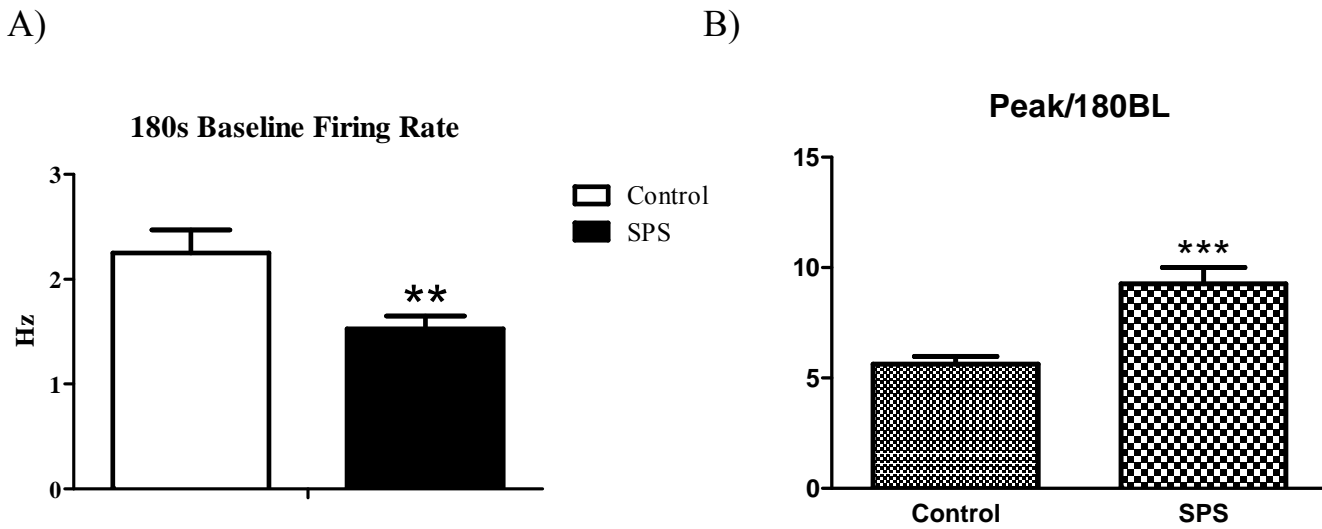 A)
180s Baseline Firing Rate
3
2
1
0
Hz
**
Control
SPS
B)
Peak/180BL
15
10
5
0
***
Control SPS